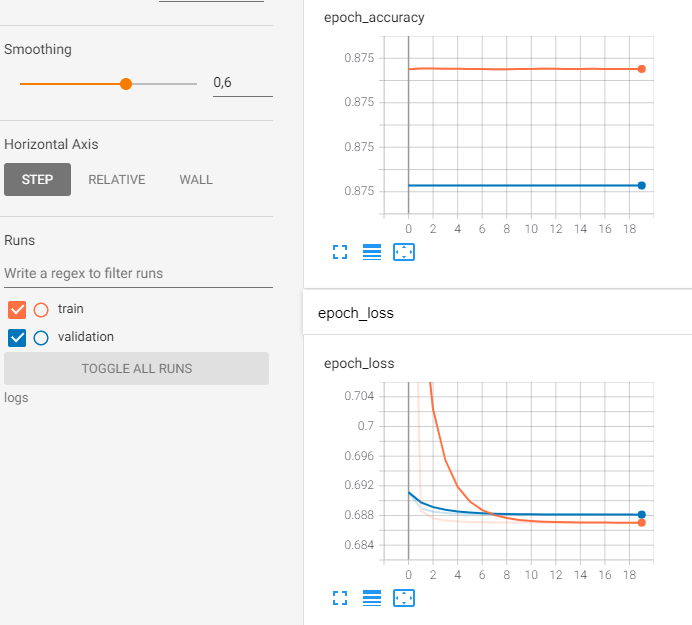 Smoothing
0,6
Horizontal Axis
STEP RELATIVE WALL
Runs
Write a regex to filter runs
train
validation
TOGGLE ALL RUNS
logs
epoch_accuracy
0.875
0.875
0.875
0.875
0 2 4 6 8 10 12 14 16 18
epoch_loss
epoch_loss
0.704
0.7
0.696
0.692
0.688
0.684
0 2 4 6 8 10 12 14 16 18